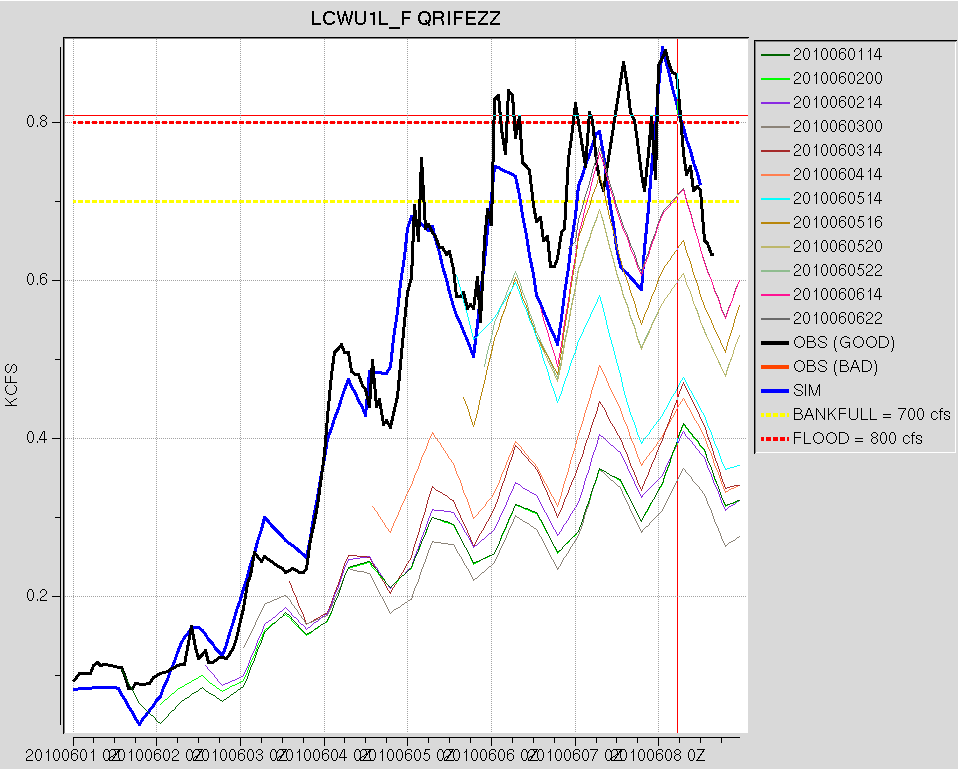 LCWU1L_F QRIFEZZ
KCFS
0.8
0.6
0.4
0.2
20100601 0Z
20100602 0Z
20100603 0Z
20100604 0Z
20100605 0Z
20100606 0Z
20100607 0Z
20100608 0Z
2010060114
2010060200
2010060214
2010060300
2010060314
2010060414
2010060514
2010060516
2010060520
2010060522
2010060614
2010060622
OBS (GOOD)
OBS (BAD)
SIM
BANKFULL = 700 cfs
FLOOD = 800 cfs